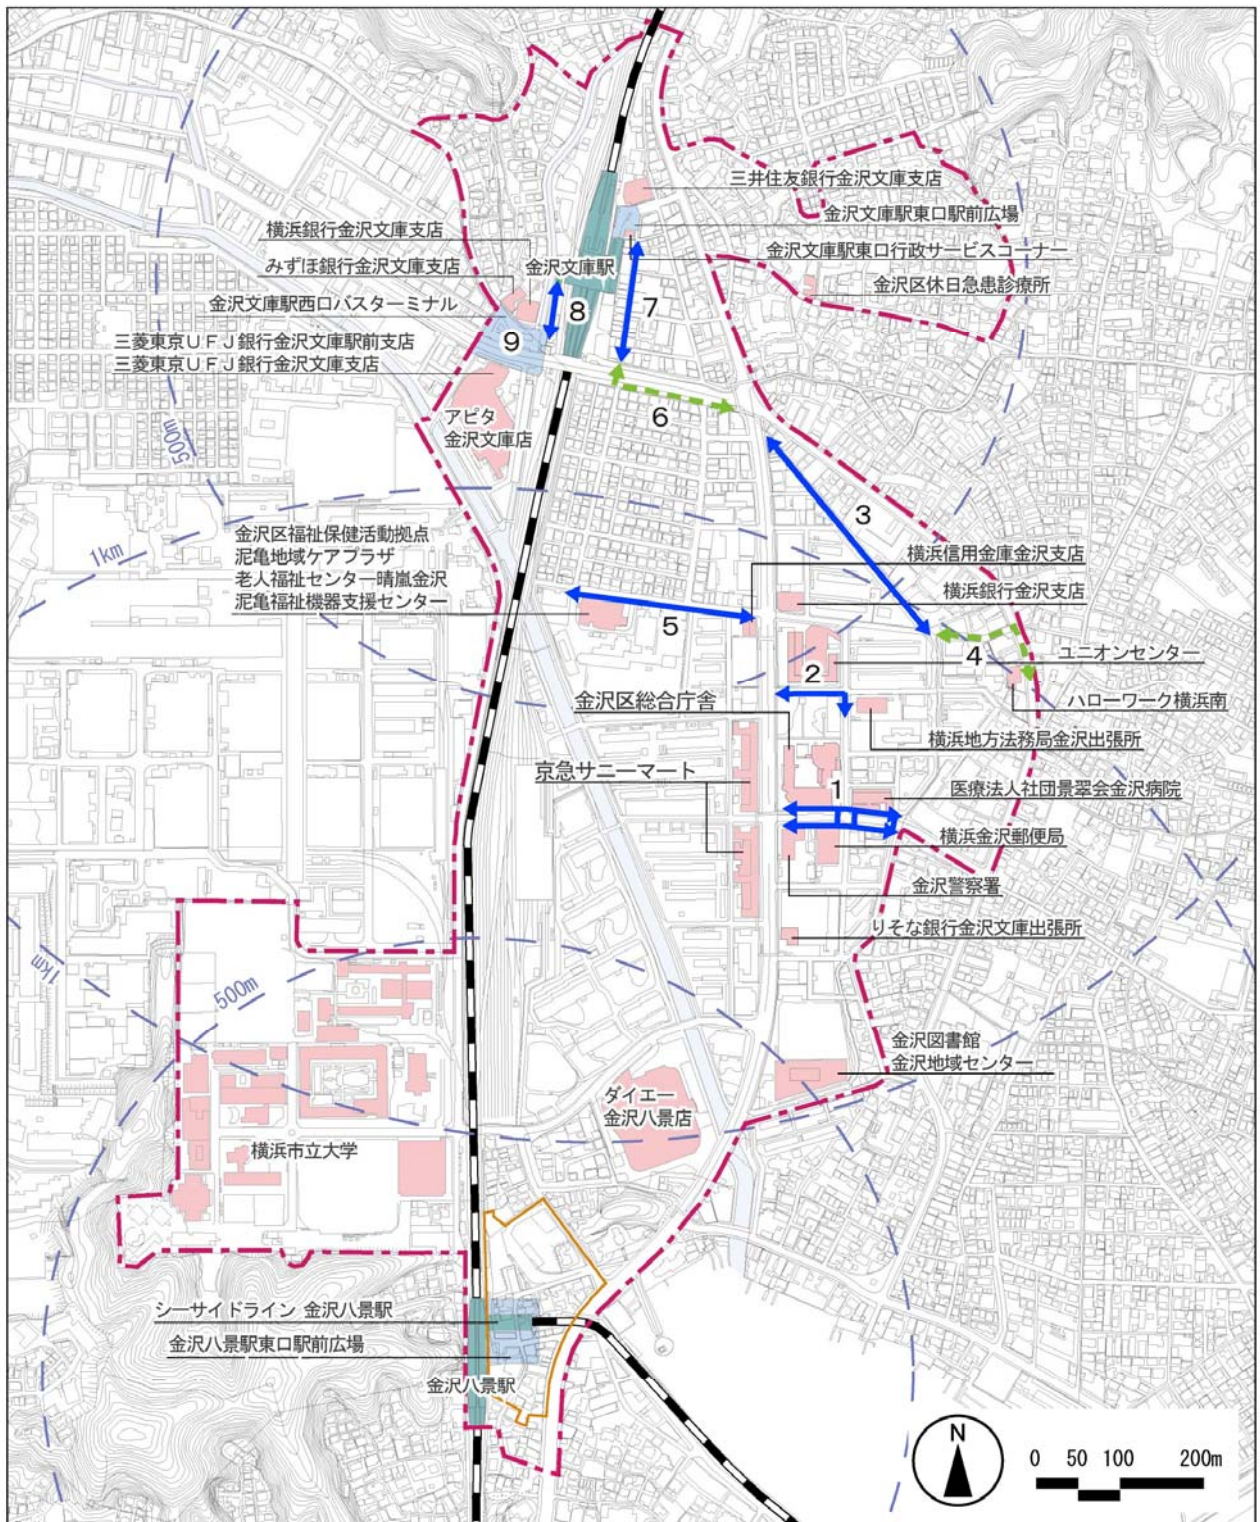 三井住友銀行金沢文庫支店
金沢文庫駅東口駅前広場
横浜銀行金沢文庫支店
金沢文庫駅東口行政サービスコーナー
みずほ銀行金沢文庫支店
金沢文庫駅
金沢区休日急患診療所
金沢文庫駅西口バスターミナル
8
7
三菱東京UFJ銀行金沢文庫駅前支店
9
三菱東京UFJ銀行金沢文庫支店
6
アピタ
金沢文庫店
500m
3
金沢区福祉保健活動拠点
泥亀地域ケアプラザ
老人福祉センター晴嵐金沢
泥亀福祉機器支援センター
1km
横浜信用金庫金沢支店
横浜銀行金沢支店
5
4
ユニオンセンター
2
ハローワーク横浜南
金沢区総合庁舎
横浜地方法務局金沢出張所
京急サニーマート
1
医療法人社団景翠会金沢病院
横浜金沢郵便局
金沢警察署
りそな銀行金沢文庫出張所
1km
500m
金沢図書館
金沢地域センター
ダイエー
金沢八景店
横浜市立大学
シーサイドライン 金沢八景駅
金沢八景駅東口駅前広場
金沢八景駅
N
0 50 100 200m